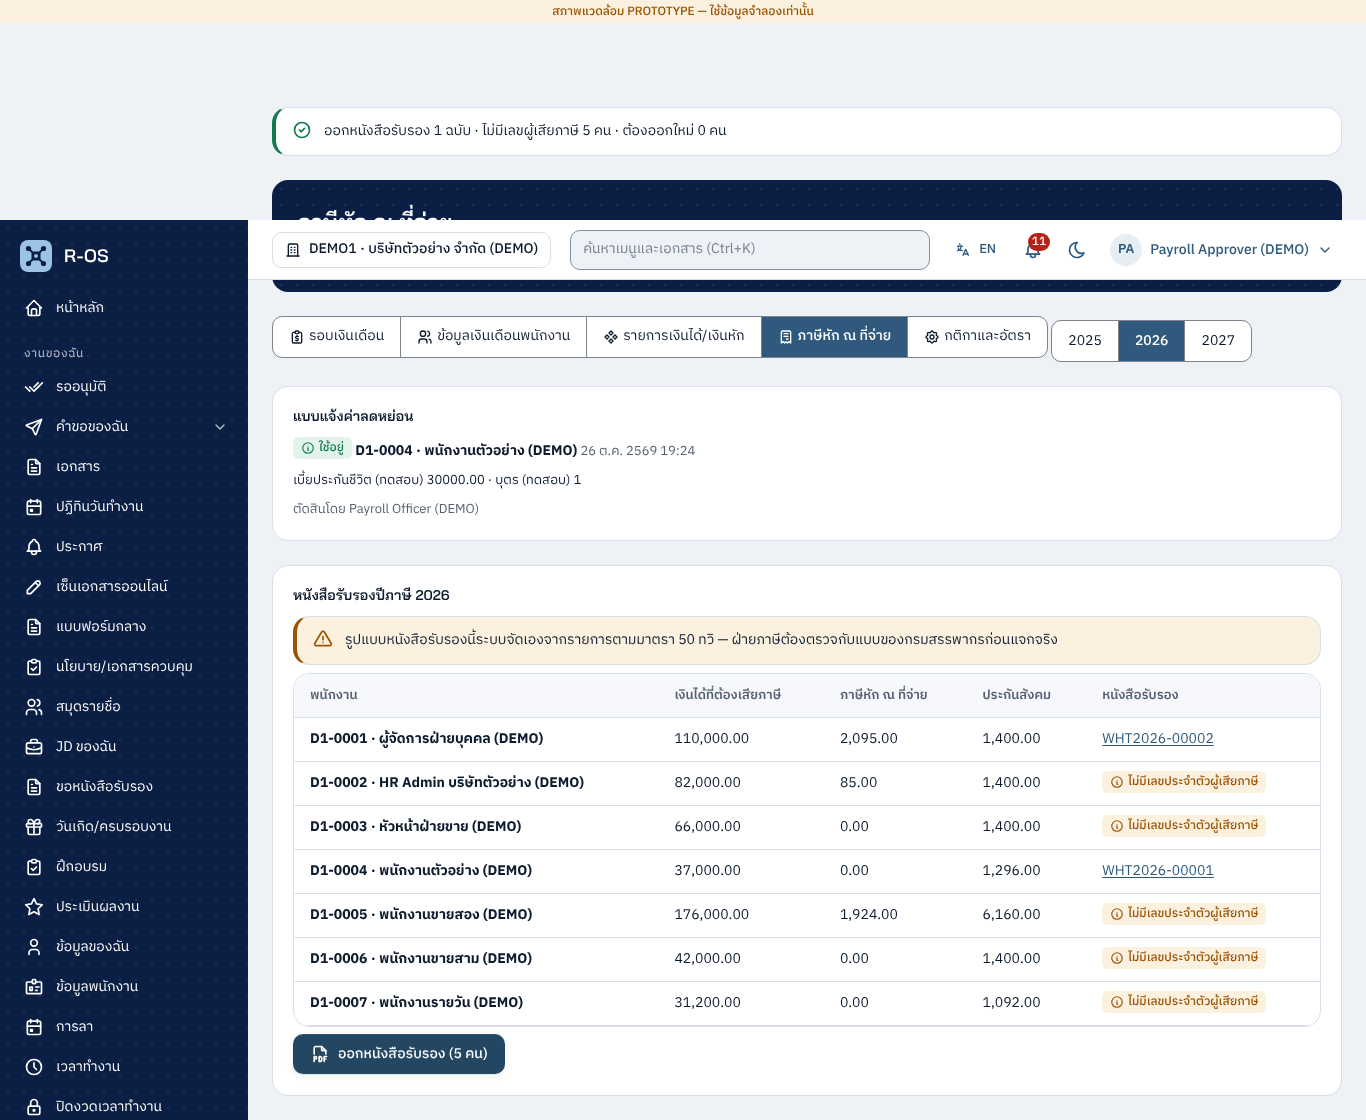 สภาพแวดล้อม PROTOTYPE — ใช้ข้อมูลจำลองเท่านั้น
ออกหนังสือรับรอง 1 ฉบับ · ไม่มีเลขผู้เสียภาษี 5 คน · ต้องออกใหม่ 0 คน
R-OS
DEMO1 · บริษัทตัวอย่าง จำกัด (DEMO)
ค้นหาเมนูและเอกสาร (Ctrl+K)
EN
11
PA
Payroll Approver (DEMO)
หน้าหลัก
งานของฉัน
รออนุมัติ
คำขอของฉัน
เอกสาร
ปฏิทินวันทำงาน
ประกาศ
เซ็นเอกสารออนไลน์
แบบฟอร์มกลาง
นโยบาย/เอกสารควบคุม
สมุดรายชื่อ
JD ของฉัน
ขอหนังสือรับรอง
วันเกิด/ครบรอบงาน
ฝึกอบรม
ประเมินผลงาน
ข้อมูลของฉัน
ข้อมูลพนักงาน
การลา
เวลาทำงาน
ปิดงวดเวลาทำงาน
รอบเงินเดือน
ข้อมูลเงินเดือนพนักงาน
รายการเงินได้/เงินหัก
ภาษีหัก ณ ที่จ่าย
กติกาและอัตรา
2025
2026
2027
แบบแจ้งค่าลดหย่อน
ใช้อยู่ D1-0004 · พนักงานตัวอย่าง (DEMO) 26 ต.ค. 2569 19:24
เบี้ยประกันชีวิต (ทดสอบ) 30000.00 · บุตร (ทดสอบ) 1
ตัดสินโดย Payroll Officer (DEMO)
หนังสือรับรองปีภาษี 2026
รูปแบบหนังสือรับรองนี้ระบบจัดเองจากรายการตามมาตรา 50 ทวิ — ฝ่ายภาษีต้องตรวจกับแบบของกรมสรรพากรก่อนแจกจริง
พนักงาน เงินได้ที่ต้องเสียภาษี ภาษีหัก ณ ที่จ่าย ประกันสังคม หนังสือรับรอง
D1-0001 · ผู้จัดการฝ่ายบุคคล (DEMO) 110,000.00 2,095.00 1,400.00 WHT2026-00002
D1-0002 · HR Admin บริษัทตัวอย่าง (DEMO) 82,000.00 85.00 1,400.00 ไม่มีเลขประจำตัวผู้เสียภาษี
D1-0003 · หัวหน้าฝ่ายขาย (DEMO) 66,000.00 0.00 1,400.00 ไม่มีเลขประจำตัวผู้เสียภาษี
D1-0004 · พนักงานตัวอย่าง (DEMO) 37,000.00 0.00 1,296.00 WHT2026-00001
D1-0005 · พนักงานขายสอง (DEMO) 176,000.00 1,924.00 6,160.00 ไม่มีเลขประจำตัวผู้เสียภาษี
D1-0006 · พนักงานขายสาม (DEMO) 42,000.00 0.00 1,400.00 ไม่มีเลขประจำตัวผู้เสียภาษี
D1-0007 · พนักงานรายวัน (DEMO) 31,200.00 0.00 1,092.00 ไม่มีเลขประจำตัวผู้เสียภาษี
PDF ออกหนังสือรับรอง (5 คน)